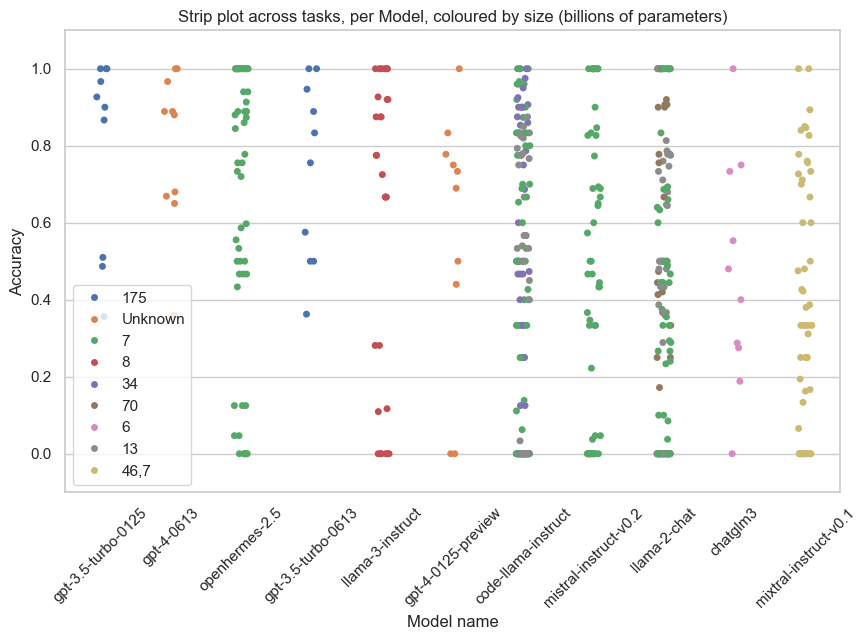 Strip plot across tasks, per Model, coloured by size (billions of parameters)
Accuracy
1.0
0.8
0.6
0.4
0.2
0.0
175
Unknown
7
8
34
70
6
13
46,7
gpt-3.5-turbo-0125
gpt-4-0613
openhermes-2.5
gpt-3.5-turbo-0613
llama-3-instruct
gpt-4-0125-preview
code-llama-instruct
mistral-instruct-v0.2
llama-2-chat
chatglm3
mixtral-instruct-v0.1
Model name